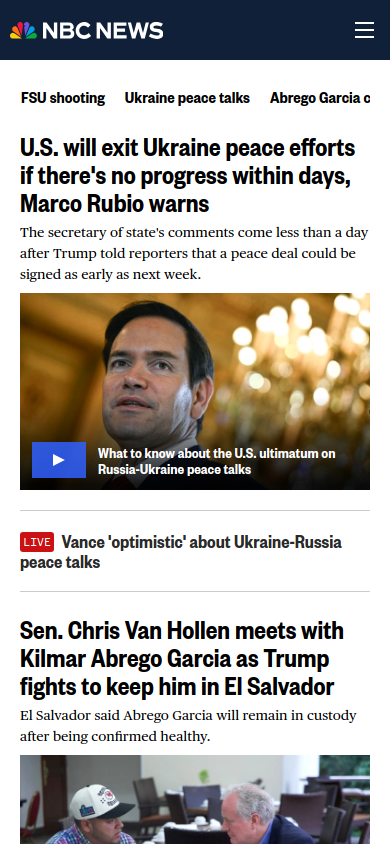 NBC NEWS
FSU shooting
Ukraine peace talks
Abrego Garcia c
U.S. will exit Ukraine peace efforts
if there's no progress within days,
Marco Rubio warns
The secretary of state's comments come less than a day
after Trump told reporters that a peace deal could be
signed as early as next week.
What to know about the U.S. ultimatum on
Russia-Ukraine peace talks
LIVE Vance 'optimistic' about Ukraine-Russia
peace talks
Sen. Chris Van Hollen meets with
Kilmar Abrego Garcia as Trump
fights to keep him in El Salvador
El Salvador said Abrego Garcia will remain in custody
after being confirmed healthy.